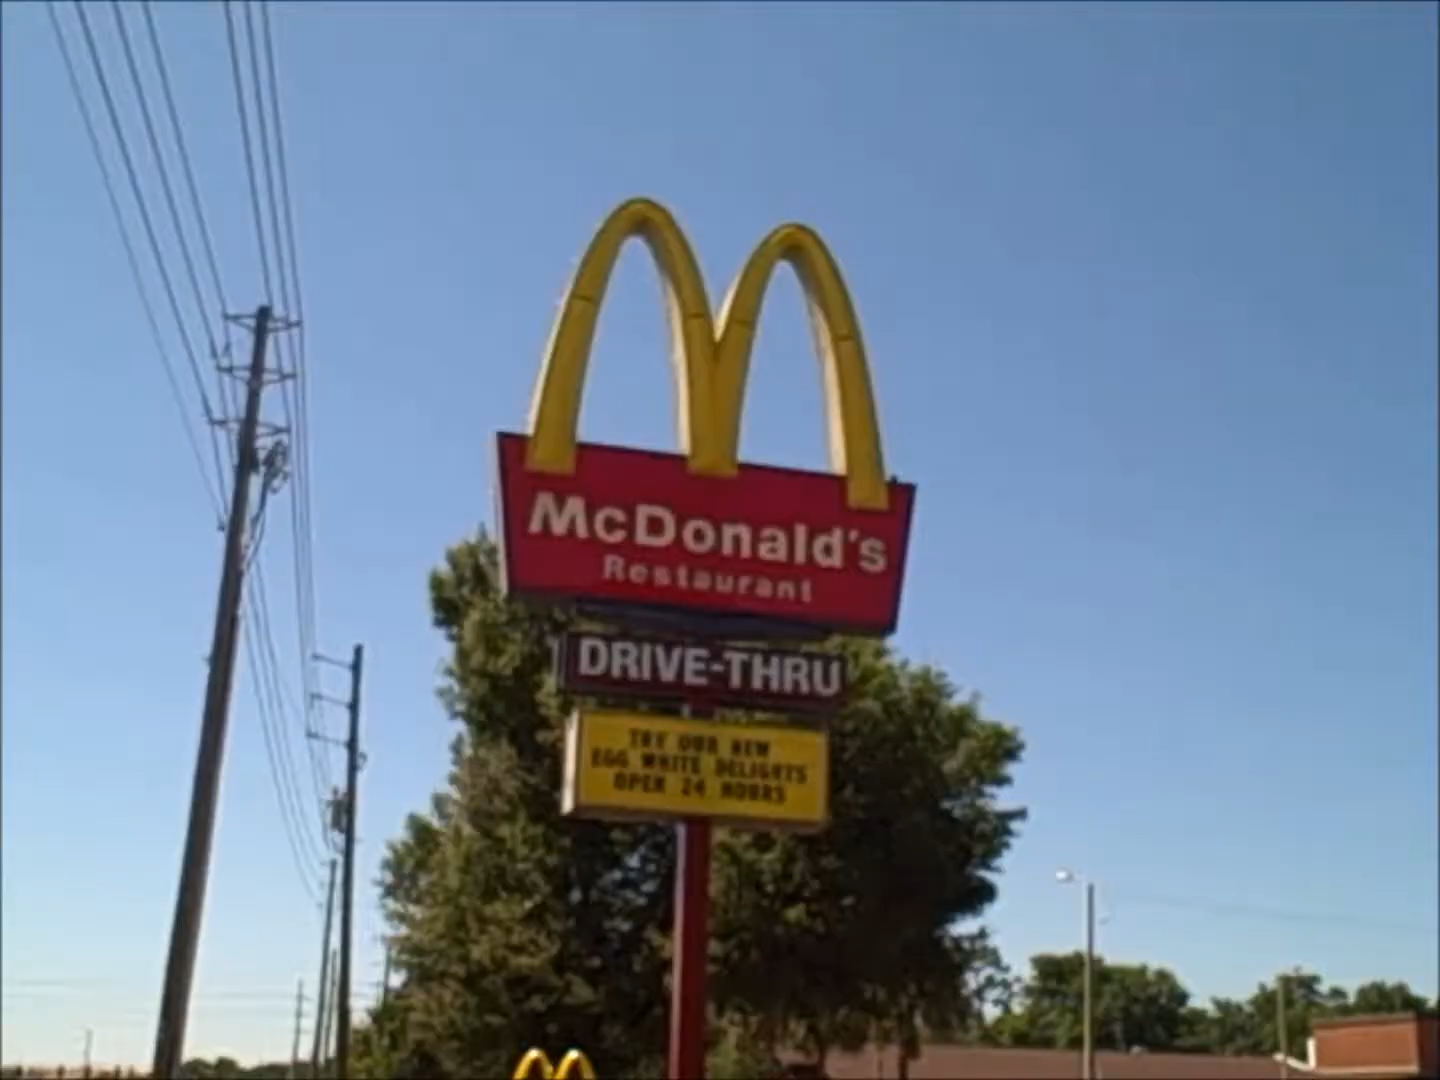 McDonald's
Restaurant
DRIVE-THRU
TRY OUR NEW
EGG WHITE DELIGHTS
OPEN 24 HOURS